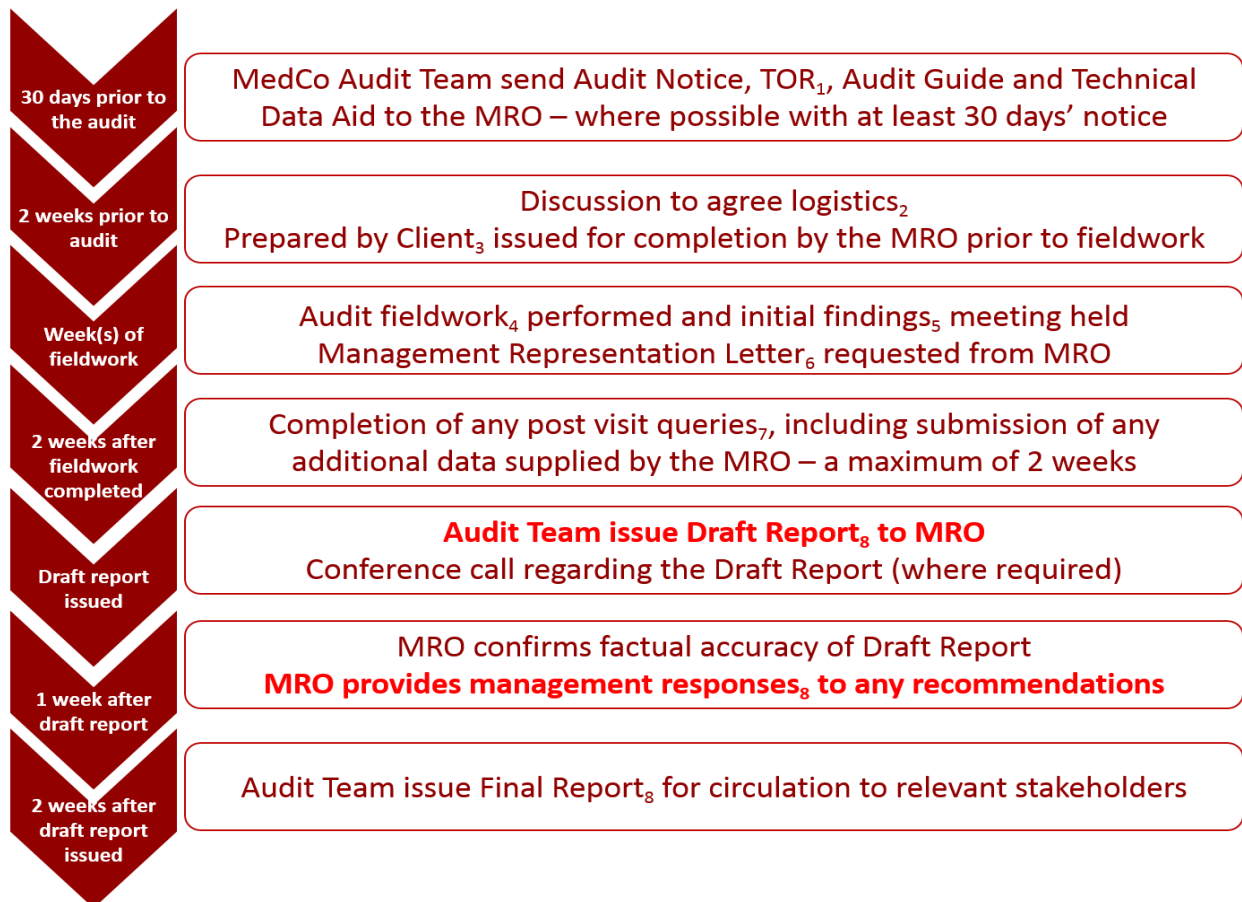 30 days prior to
the audit
MedCo Audit Team send Audit Notice, TOR₁, Audit Guide and Technical
Data Aid to the MRO – where possible with at least 30 days’ notice
2 weeks prior to
audit
Discussion to agree logistics₂
Prepared by Client₃ issued for completion by the MRO prior to fieldwork
Week(s) of
fieldwork
Audit fieldwork₄ performed and initial findings₅ meeting held
Management Representation Letter₆ requested from MRO
2 weeks after
fieldwork
completed
Completion of any post visit queries₇, including submission of any
additional data supplied by the MRO – a maximum of 2 weeks
Draft report
issued
Audit Team issue Draft Report₈ to MRO
Conference call regarding the Draft Report (where required)
1 week after
draft report
MRO confirms factual accuracy of Draft Report
MRO provides management responses₈ to any recommendations
2 weeks after
draft report
issued
Audit Team issue Final Report₈ for circulation to relevant stakeholders